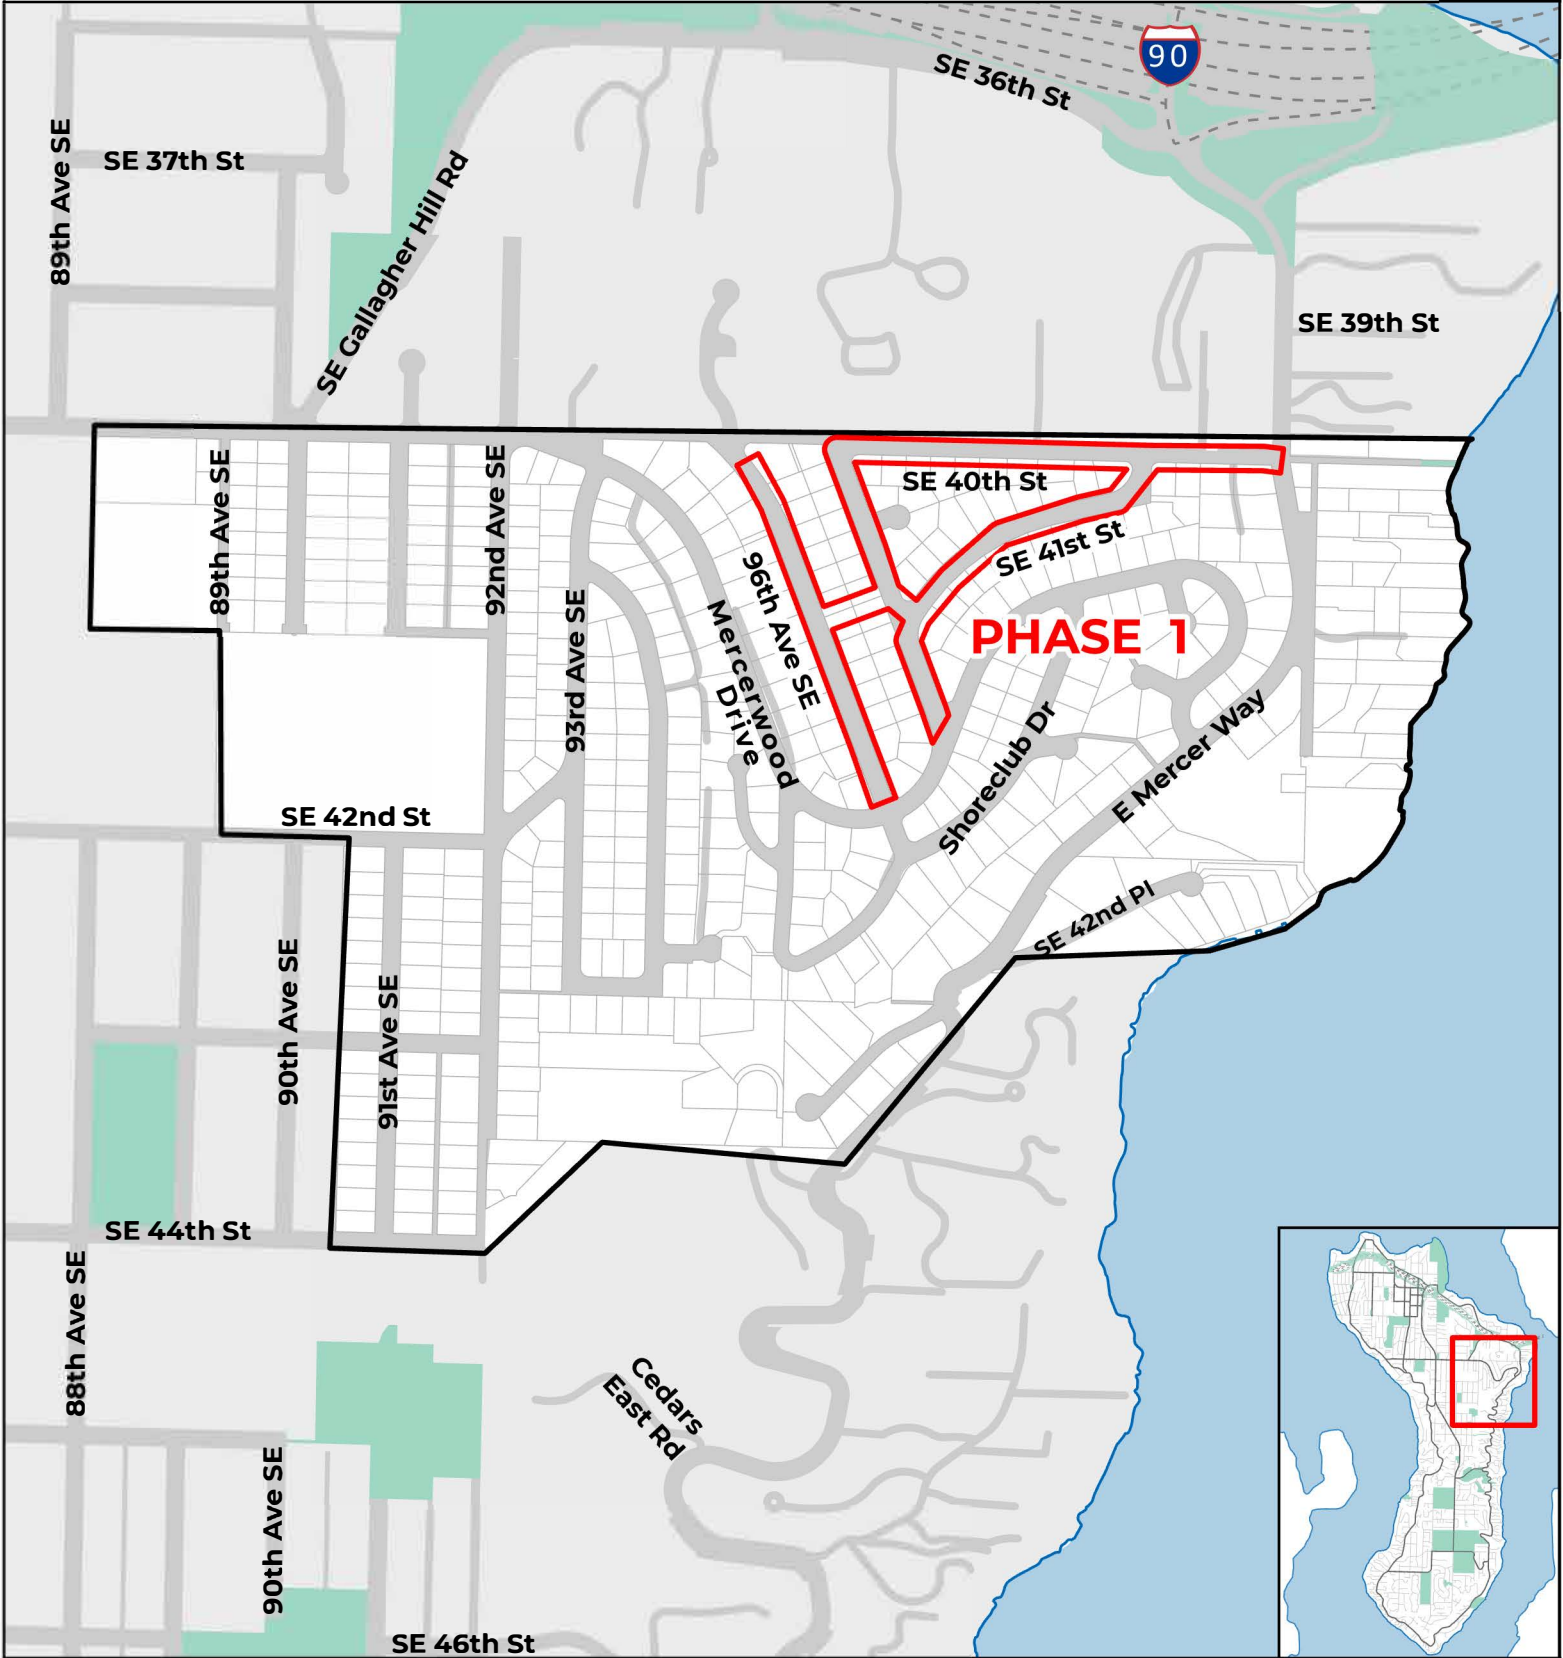 90
SE 36th St
89th Ave SE
SE 37th St
SE Gallagher Hill Rd
SE 39th St
89th Ave SE
92nd Ave SE
SE 40th St
SE 41st St
96th Ave SE
93rd Ave SE
Mercerwood
Drive
PHASE 1
Shoreclub Dr
E Mercer Way
SE 42nd St
SE 42nd Pl
90th Ave SE
91st Ave SE
SE 44th St
88th Ave SE
Cedars
East Rd
90th Ave SE
SE 46th St